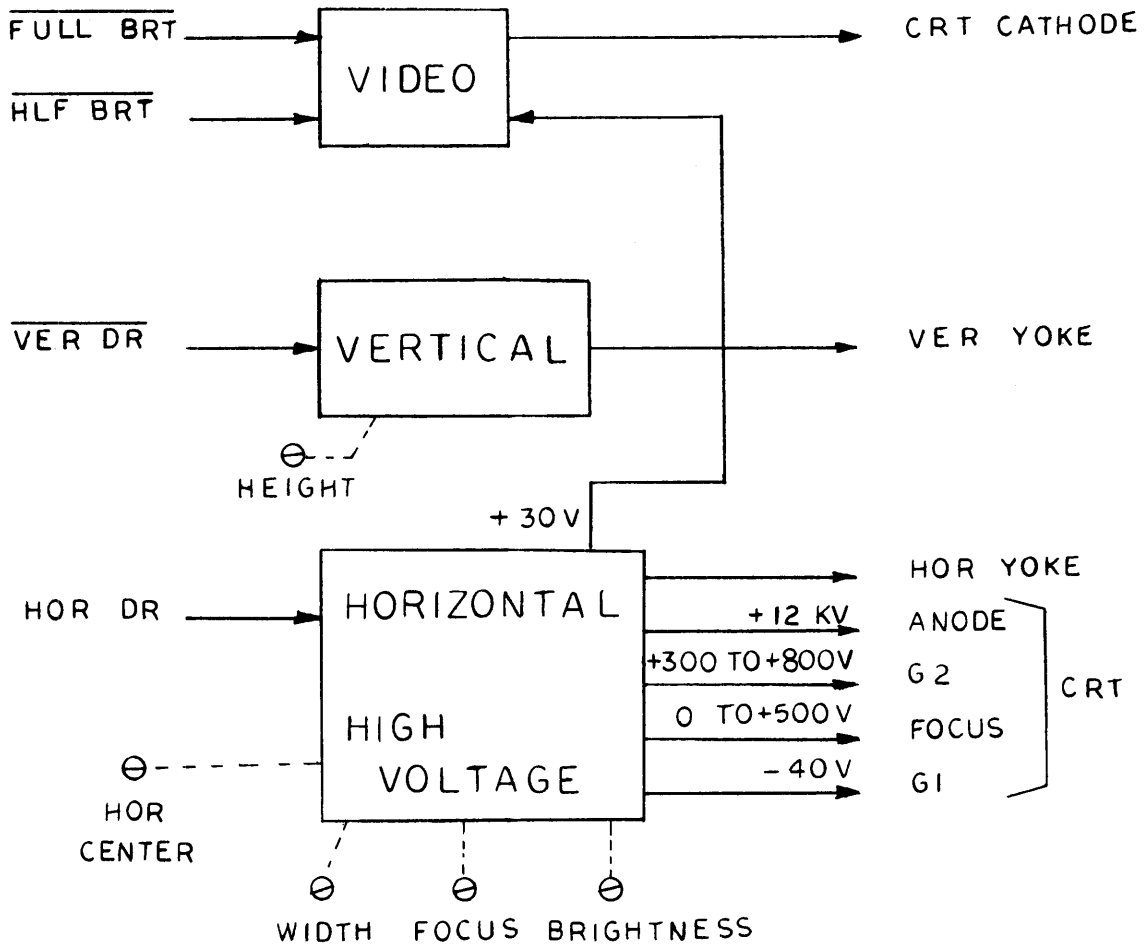 FULL BRT
CRT CATHODE
VIDEO
HLF BRT
VER DR
VERTICAL
VER YOKE
HEIGHT
+30V
HORIZONTAL
HOR YOKE
HOR DR
+12 KV
ANODE
+300 TO+800V
G2
CRT
0 TO+500V
FOCUS
HIGH
VOLTAGE
-40V
G1
HOR
CENTER
WIDTH FOCUS BRIGHTNESS